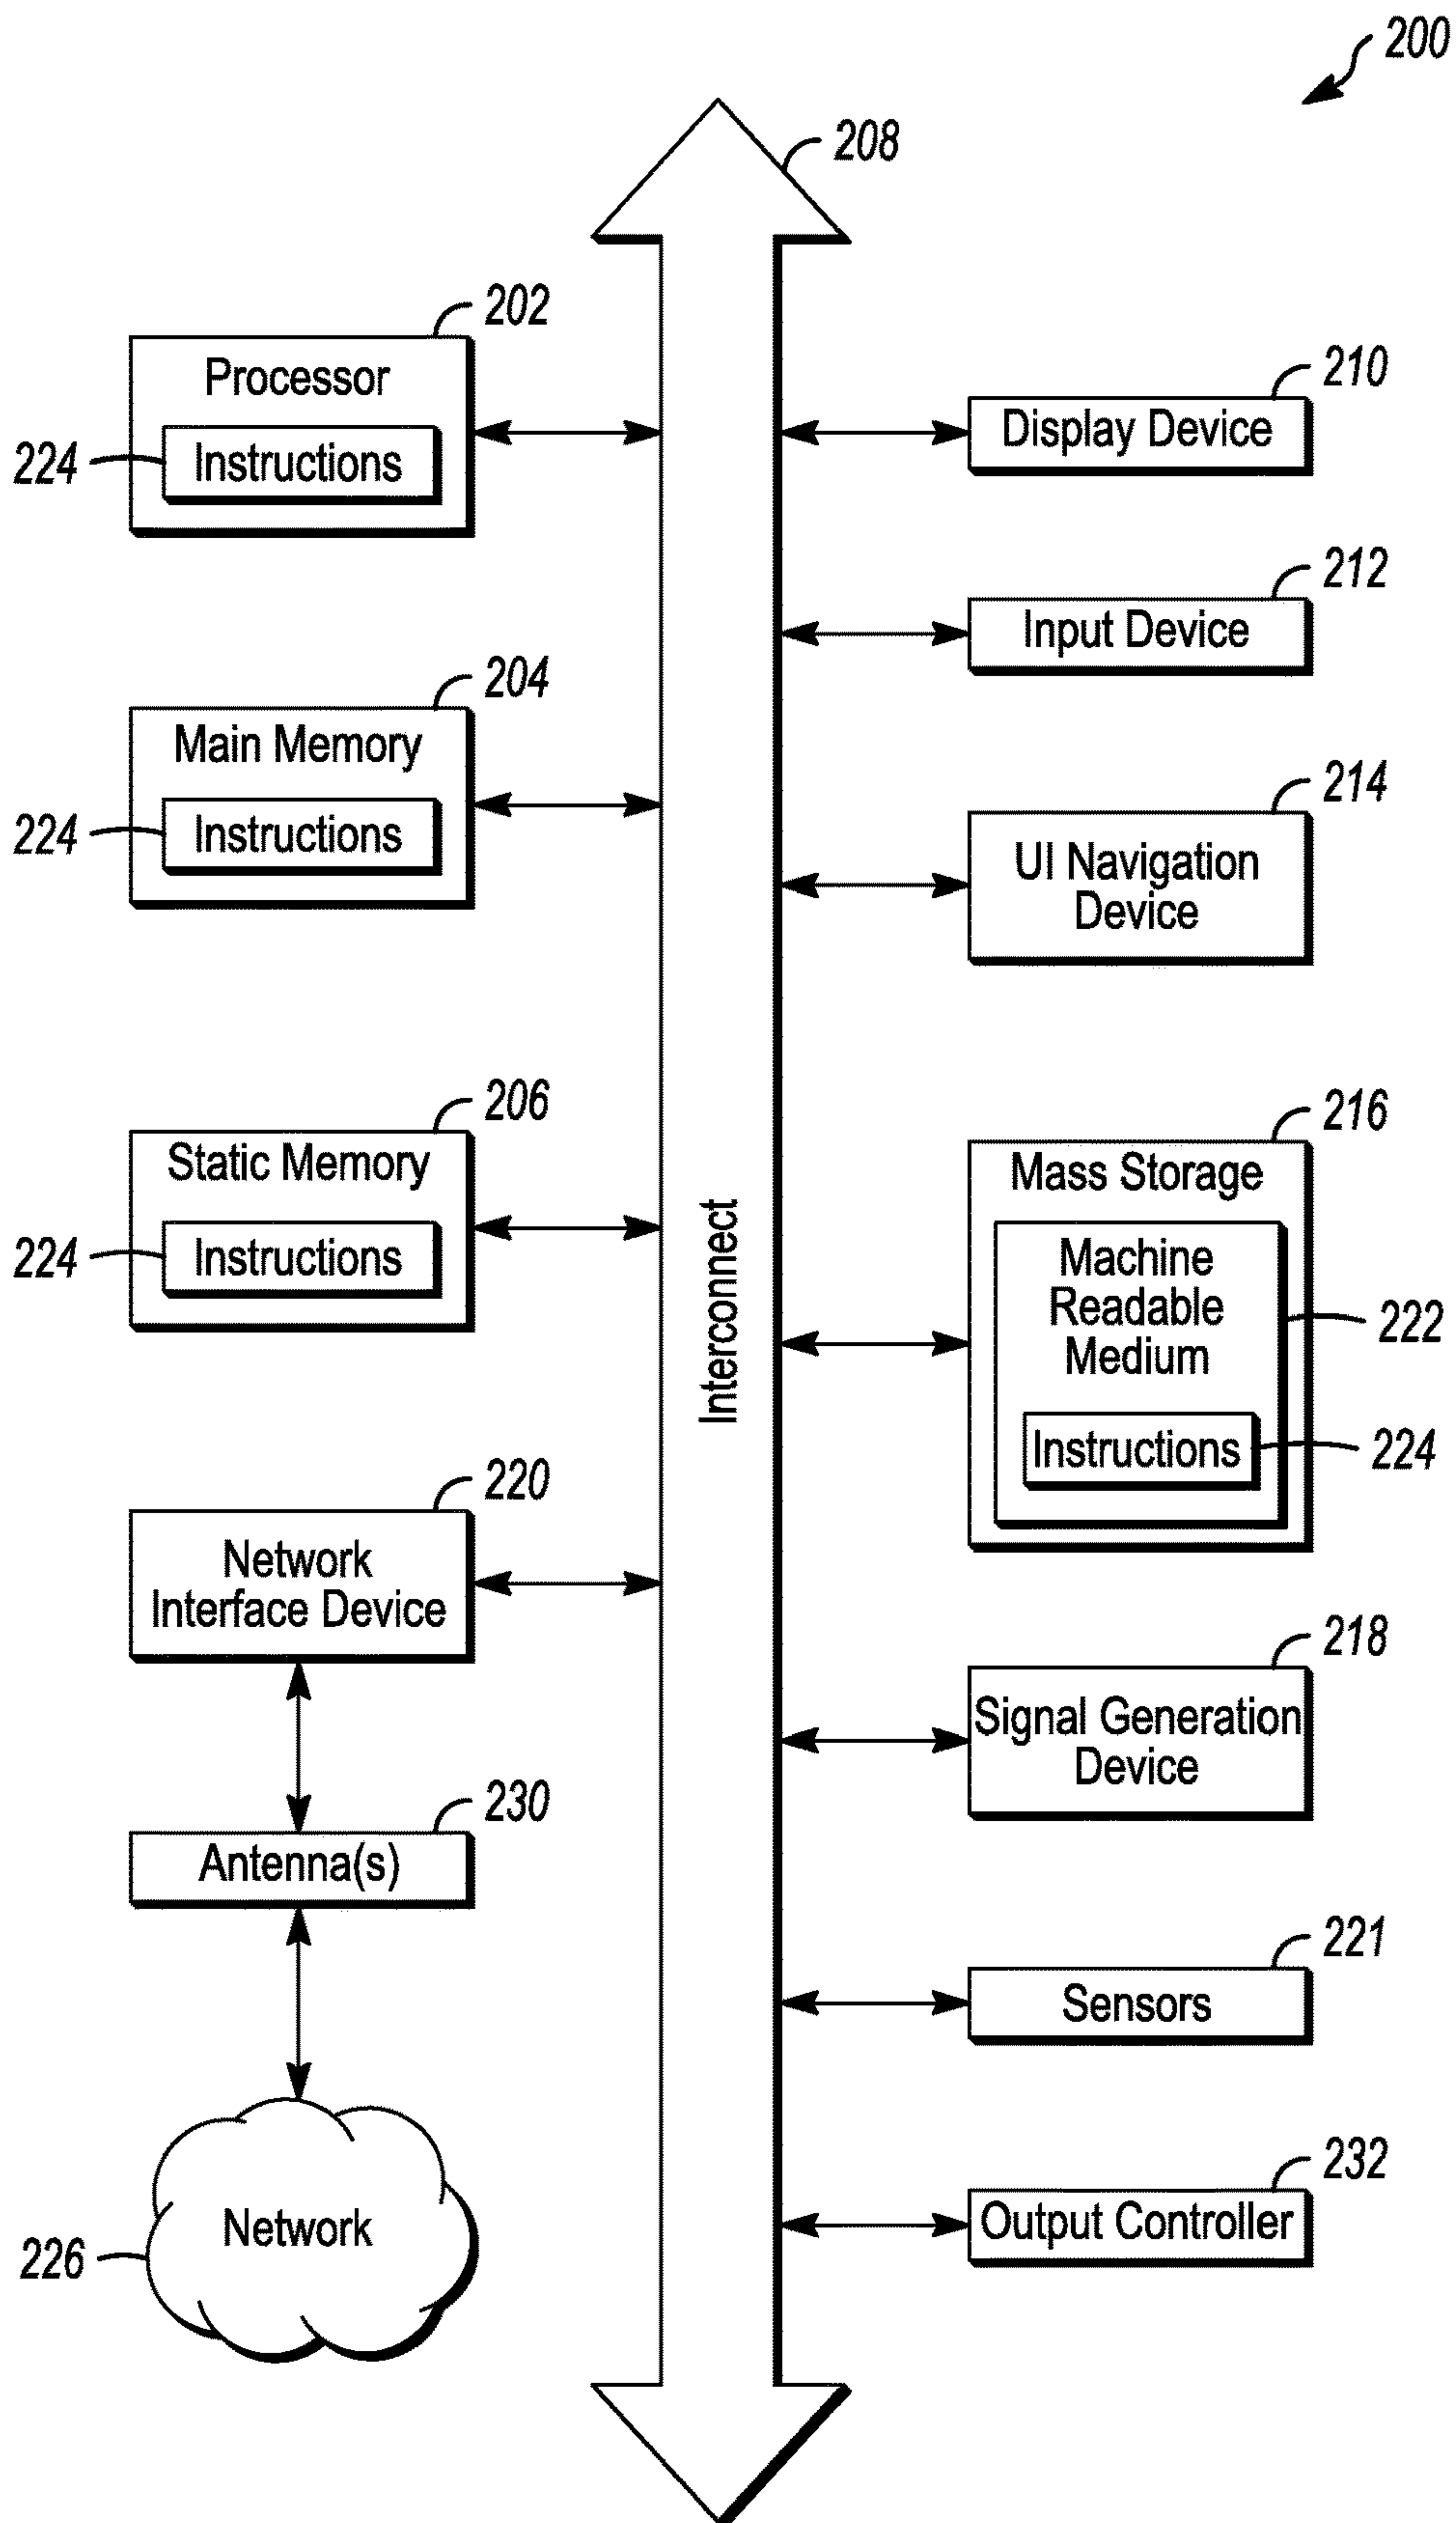 200
208
202
Processor
224
Instructions
204
Main Memory
224
Instructions
206
Static Memory
224
Instructions
220
Network
Interface Device
230
Antenna(s)
226
Network
Interconnect
210
Display Device
212
Input Device
214
UI Navigation
Device
216
Mass Storage
Machine
Readable
Medium
222
Instructions
224
218
Signal Generation
Device
221
Sensors
232
Output Controller